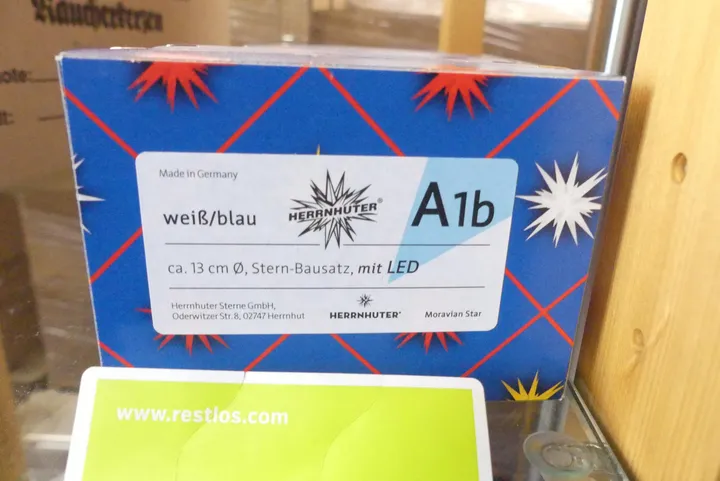 Räucherkerzen
Made in Germany
weiß/blau
HERRNHUTER®
A1b
ca. 13 cm Ø, Stern-Bausatz, mit LED
Herrnhuter Sterne GmbH,
Oderwitzer Str. 8, 02747 Herrnhut
HERRNHUTER®
Moravian Star
www.restlos.com